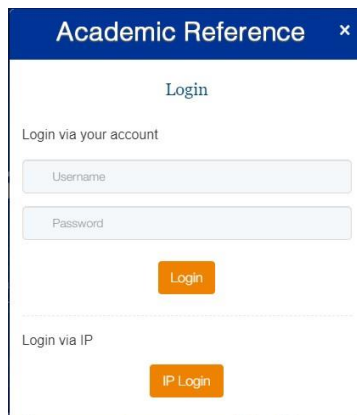 Academic Reference ×
Login
Login via your account
Username
Password
Login
Login via IP
IP Login